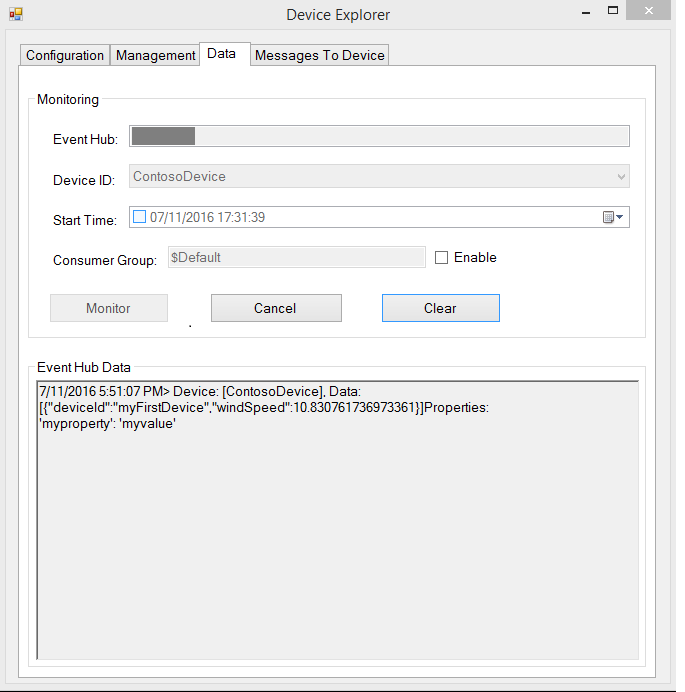 Device Explorer
Configuration Management Data Messages To Device
Monitoring
Event Hub:
Device ID: ContosoDevice
Start Time: 07/11/2016 17:31:39
Consumer Group: $Default Enable
Monitor Cancel Clear
.
Event Hub Data
7/11/2016 5:51:07 PM> Device: [ContosoDevice], Data:
[{"deviceId":"myFirstDevice","windSpeed":10.830761736973361}]Properties:
'myproperty': 'myvalue'